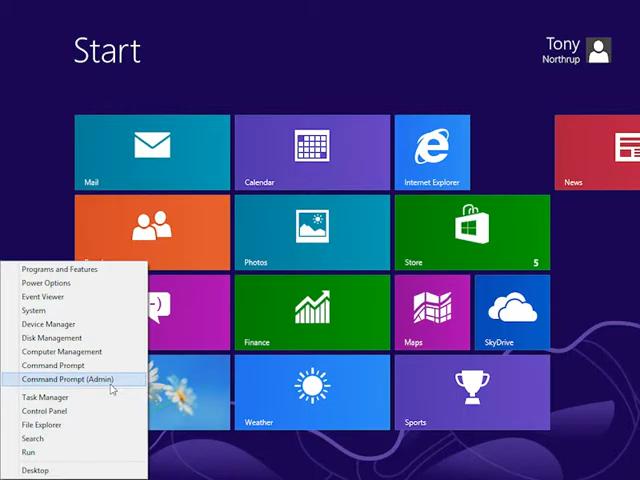 Start
Tony
Northrup
Mail
Calendar
Internet Explorer
News
Photos
Store
5
Finance
Maps
SkyDrive
Weather
Sports
Programs and Features
Power Options
Event Viewer
System
Device Manager
Disk Management
Computer Management
Command Prompt
Command Prompt (Admin)
Task Manager
Control Panel
File Explorer
Search
Run
Desktop